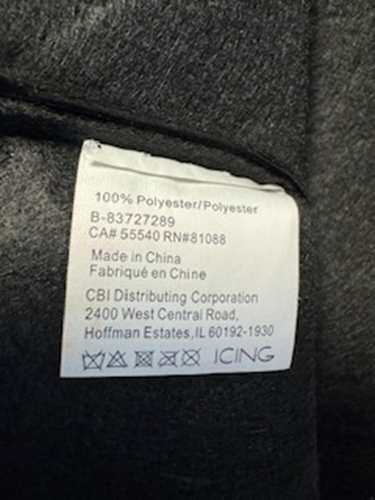 100% Polyester/Polyester
B-83727289
CA# 55540 RN#81088
Made in China
Fabriqué en Chine
CBI Distributing Corporation
2400 West Central Road,
Hoffman Estates,IL 60192-1930
ICING